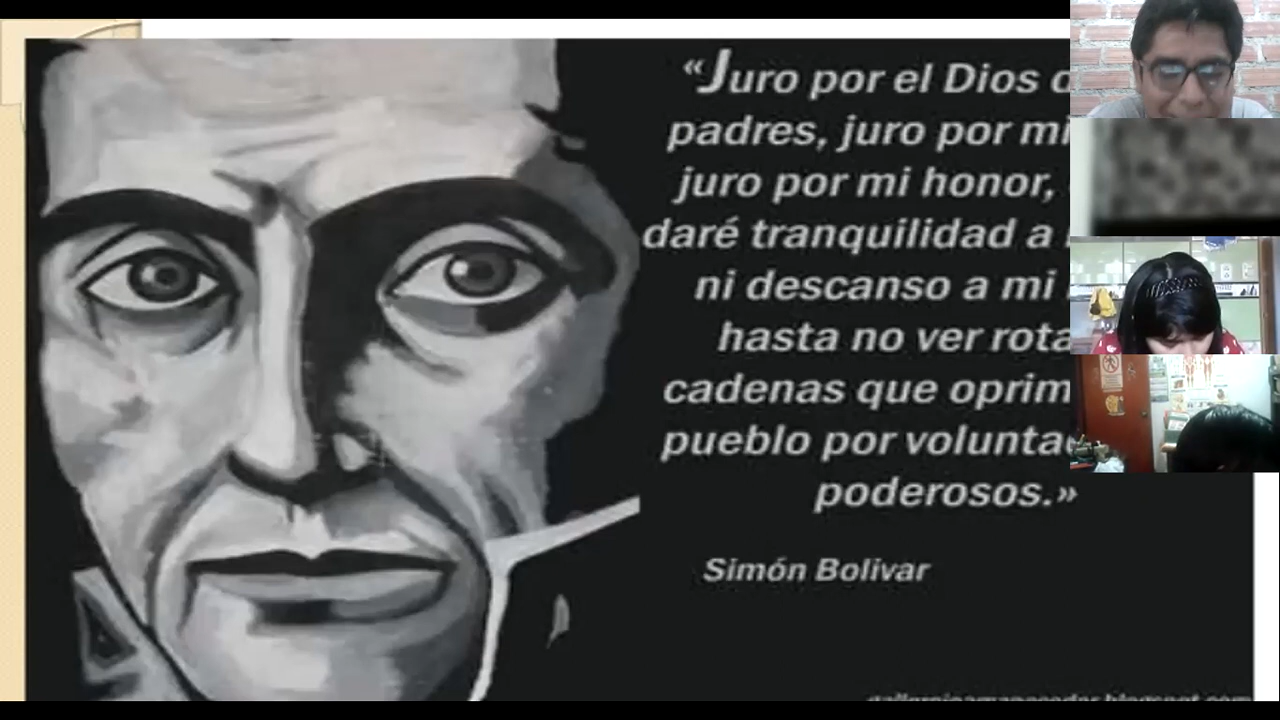 «Juro por el Dios
padres, juro por mi
juro por mi honor,
daré tranquilidad a
ni descanso a mi
hasta no ver rota
cadenas que oprim
pueblo por volunta
poderosos.»
Simón Bolivar